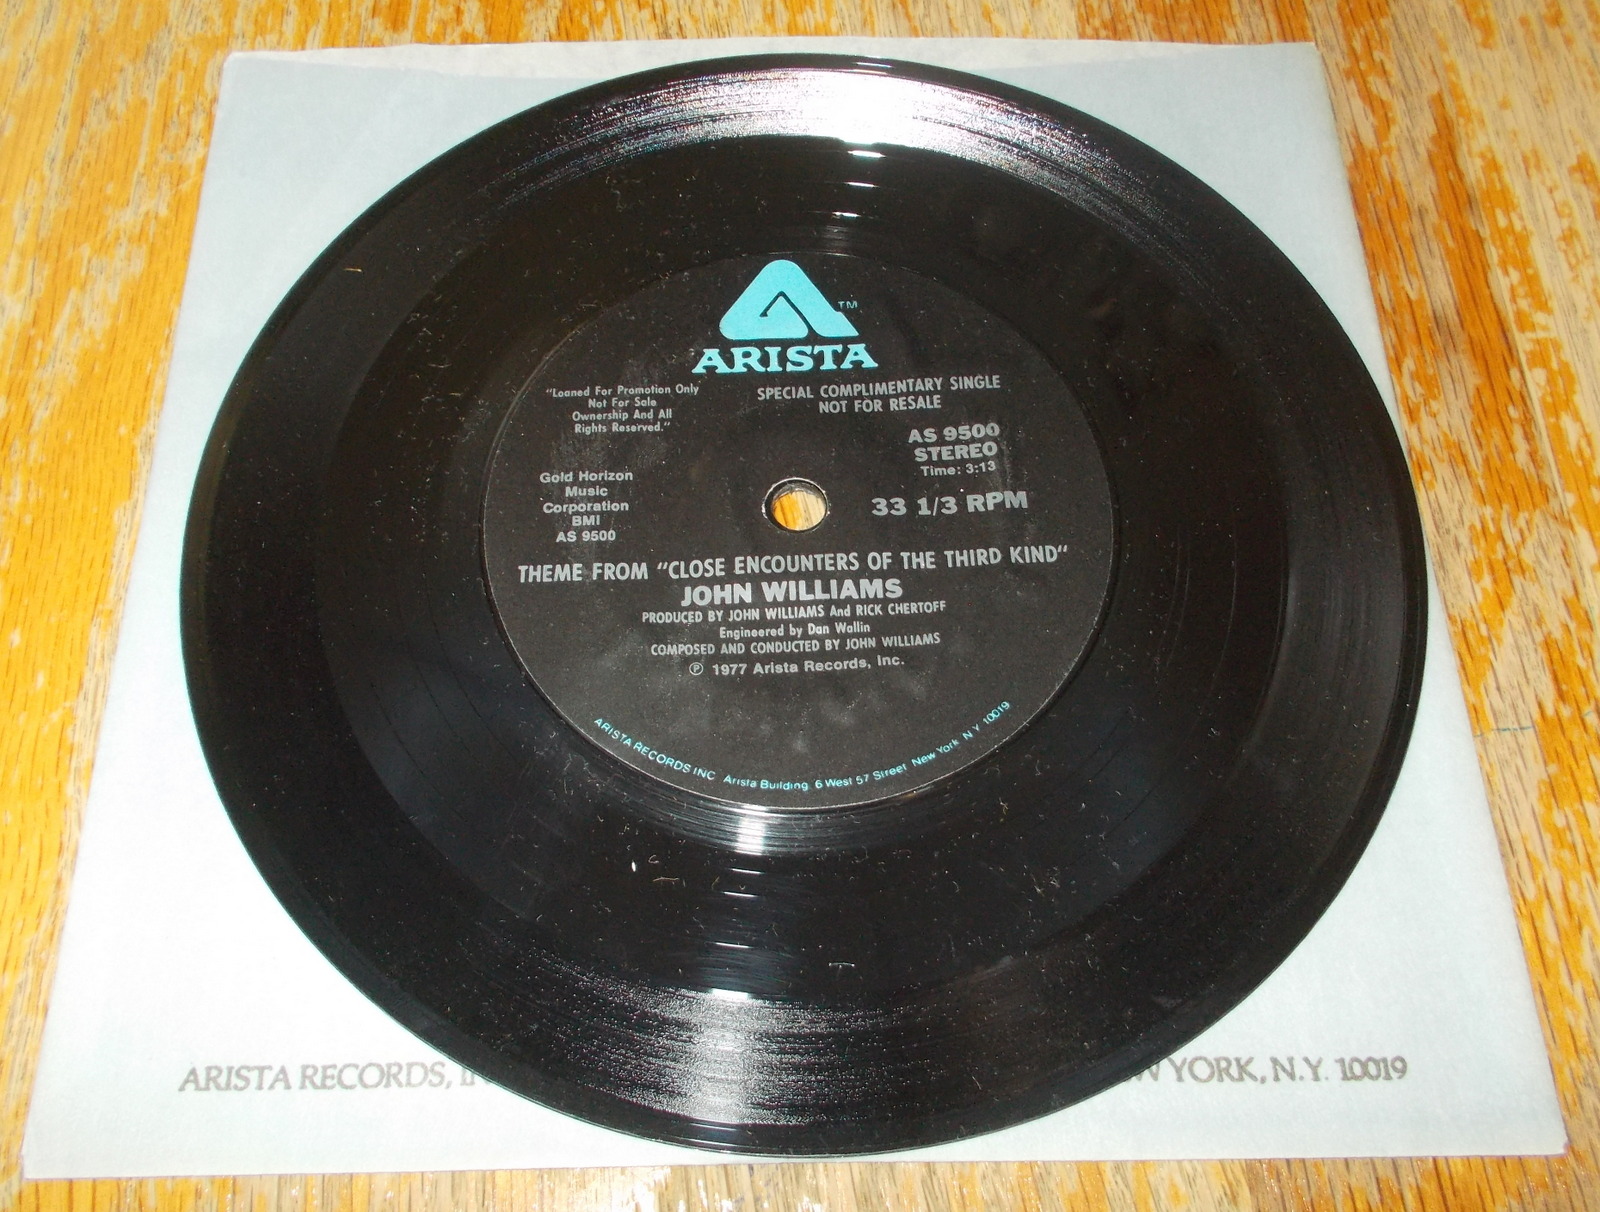 TM
ARISTA
"Loaned For Promotion Only
Not For Sale
Ownership And All
Rights Reserved."
SPECIAL COMPLIMENTARY SINGLE
NOT FOR RESALE
AS 9500
STEREO
Time: 3:13
33 1/3 RPM
Gold Horizon
Music
Corporation
BMI
AS 9500
THEME FROM "CLOSE ENCOUNTERS OF THE THIRD KIND"
JOHN WILLIAMS
PRODUCED BY JOHN WILLIAMS And RICK CHERTOFF
Engineered by Dan Wallin
COMPOSED AND CONDUCTED BY JOHN WILLIAMS
℗ 1977 Arista Records, Inc.
ARISTA RECORDS INC Arista Building 6 West 57 Street New York N Y 10019
ARISTA RECORDS, YORK, N.Y. 10019